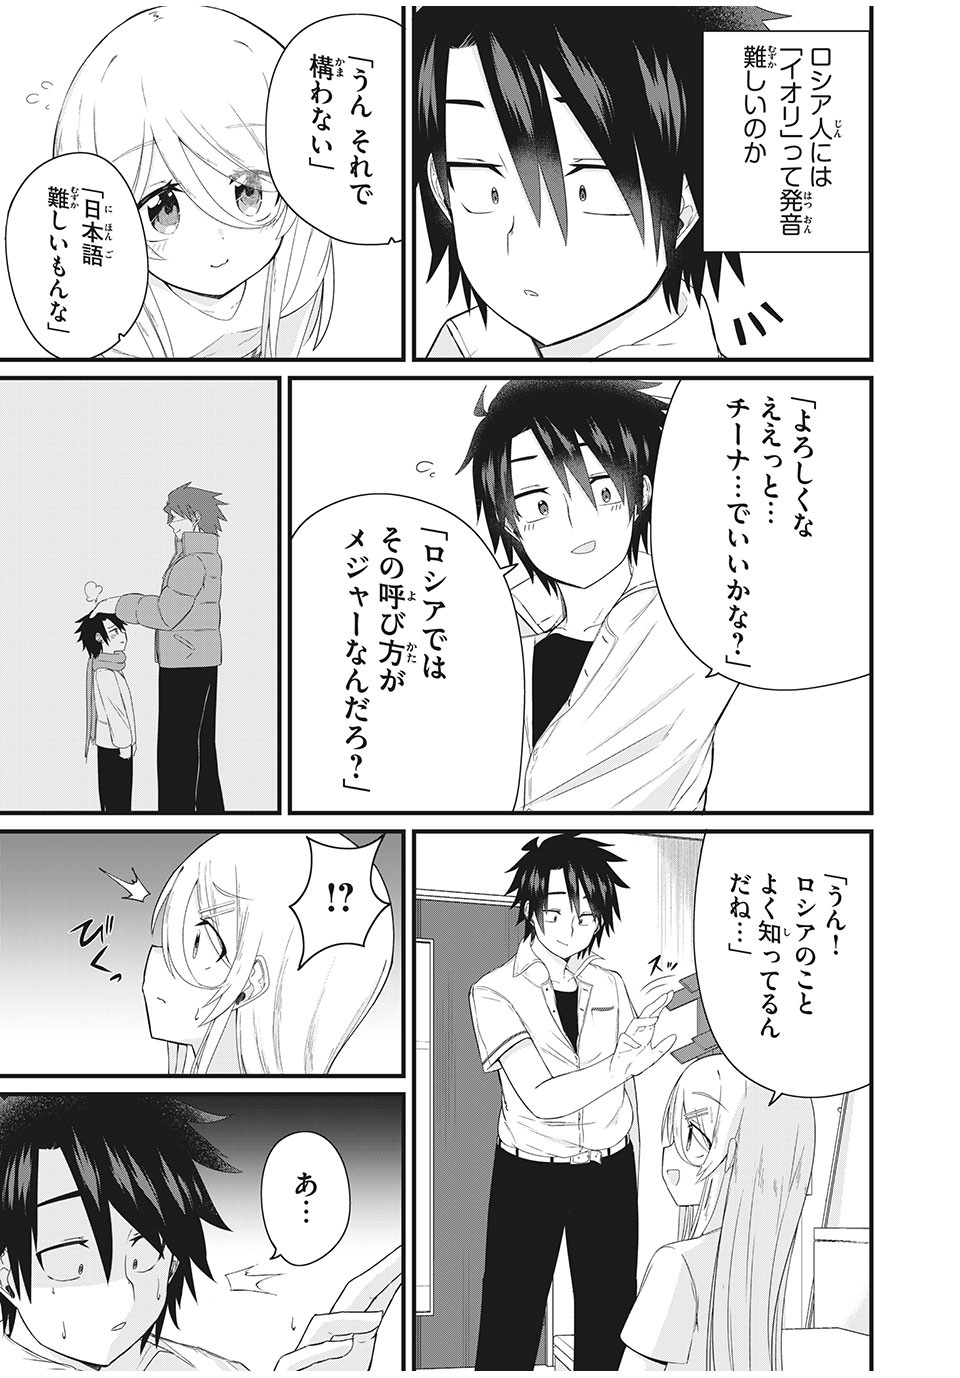 ロシア人には
「イオリ」って発音
難しいのか
「うん それで
構わない」
「日本語
難しいもんな」
「よろしくな
ええっと…
チーナ…でいいかな？」
「ロシアでは
その呼び方が
メジャーなんだろ？」
「うん！
ロシアのこと
よく知ってるん
だね…」
スッ
!?
びくっ
あ…